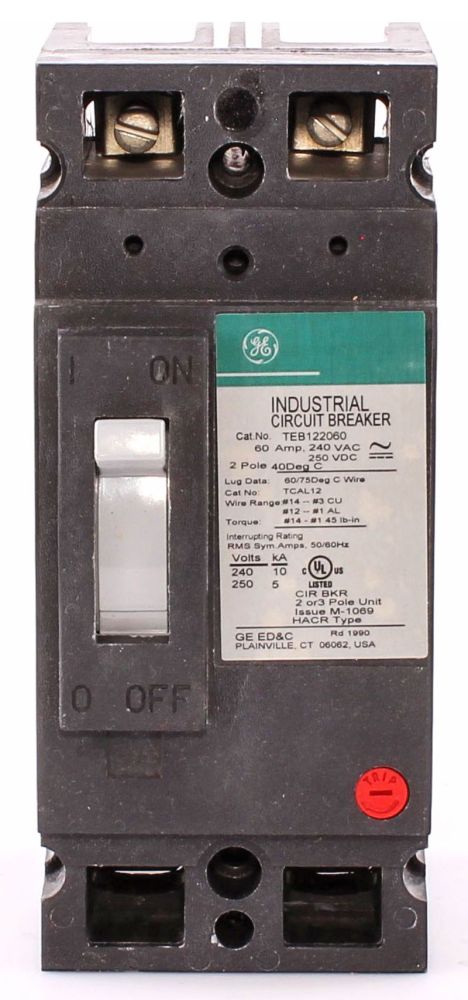 I ON
GE
INDUSTRIAL
CIRCUIT BREAKER
Cat.No. TEB122060
60 Amp, 240 VAC
250 VDC
2 Pole 40Deg C
Lug Data: 60/75Deg C Wire
Cat No: TCAL12
Wire Range:#14 -- #3 CU
#12 -- #1 AL
Torque: #14 - #1 45 lb-in
Interrupting Rating
RMS Sym.Amps, 50/60Hz
Volts kA
240 10
250 5
c UL US
LISTED
CIR BKR
2 or3 Pole Unit
Issue M-1069
HACR Type
GE ED&C Rd 1990
PLAINVILLE, CT 06062, USA
O OFF
TRIP